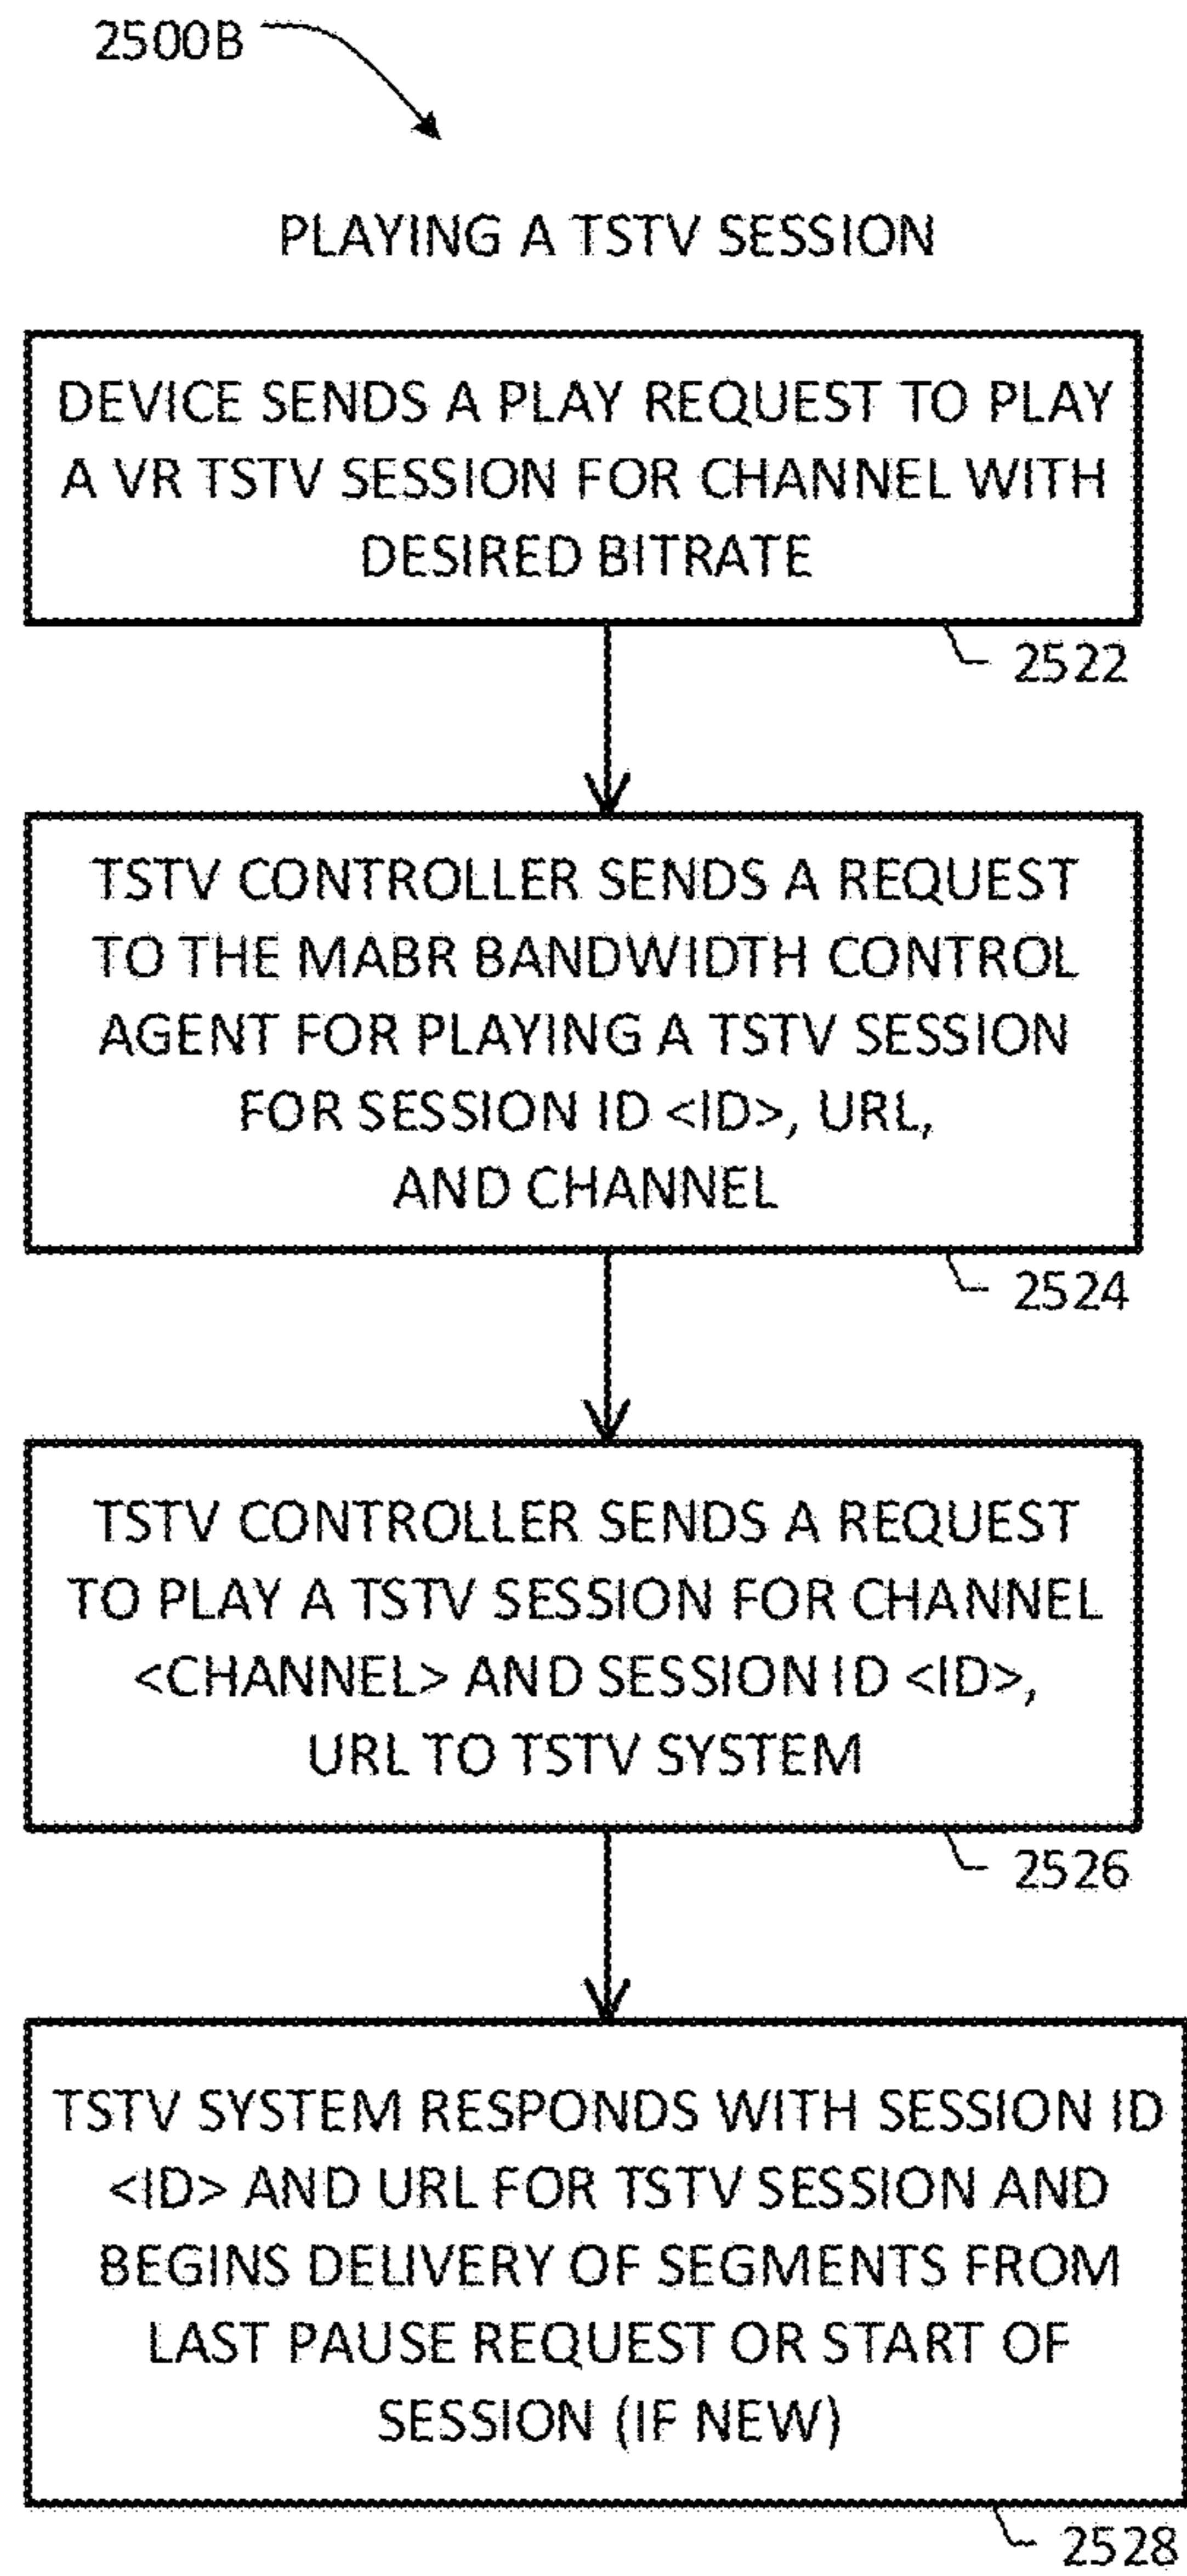 2500B
PLAYING A TSTV SESSION
DEVICE SENDS A PLAY REQUEST TO PLAY
A VR TSTV SESSION FOR CHANNEL WITH
DESIRED BITRATE
2522
TSTV CONTROLLER SENDS A REQUEST
TO THE MABR BANDWIDTH CONTROL
AGENT FOR PLAYING A TSTV SESSION
FOR SESSION ID <ID>, URL,
AND CHANNEL
2524
TSTV CONTROLLER SENDS A REQUEST
TO PLAY A TSTV SESSION FOR CHANNEL
<CHANNEL> AND SESSION ID <ID>,
URL TO TSTV SYSTEM
2526
TSTV SYSTEM RESPONDS WITH SESSION ID
<ID> AND URL FOR TSTV SESSION AND
BEGINS DELIVERY OF SEGMENTS FROM
LAST PAUSE REQUEST OR START OF
SESSION (IF NEW)
2528